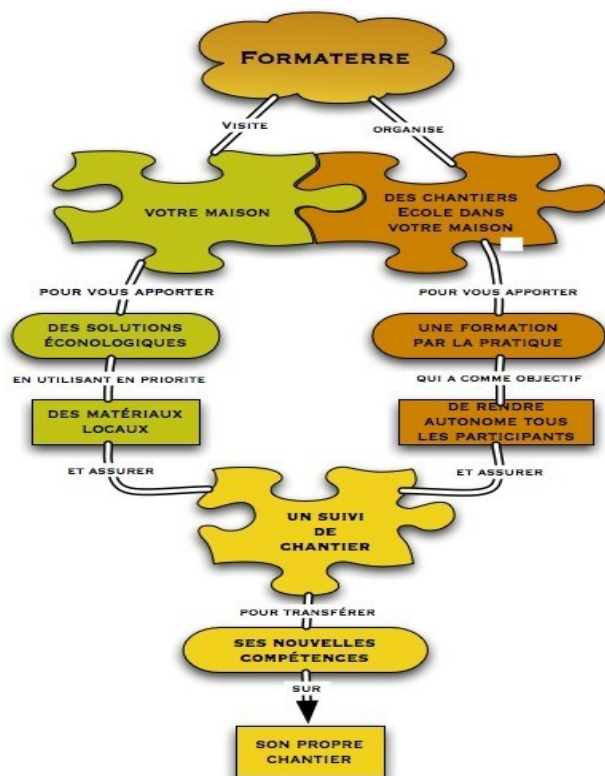 FORMATERRE
VISITE
ORGANISE
VOTRE MAISON
DES CHANTIERS
ECOLE DANS
VOTRE MAISON
POUR VOUS APPORTER
POUR VOUS APPORTER
DES SOLUTIONS
ÉCONOLOGIQUES
UNE FORMATION
PAR LA PRATIQUE
EN UTILISANT EN PRIORITE
QUI A COMME OBJECTIF
DES MATÉRIAUX
LOCAUX
DE RENDRE
AUTONOME TOUS
LES PARTICIPANTS
ET ASSURER
ET ASSURER
UN SUIVI
DE
CHANTIER
POUR TRANSFÉRER
SES NOUVELLES
COMPÉTENCES
SUR
SON PROPRE
CHANTIER